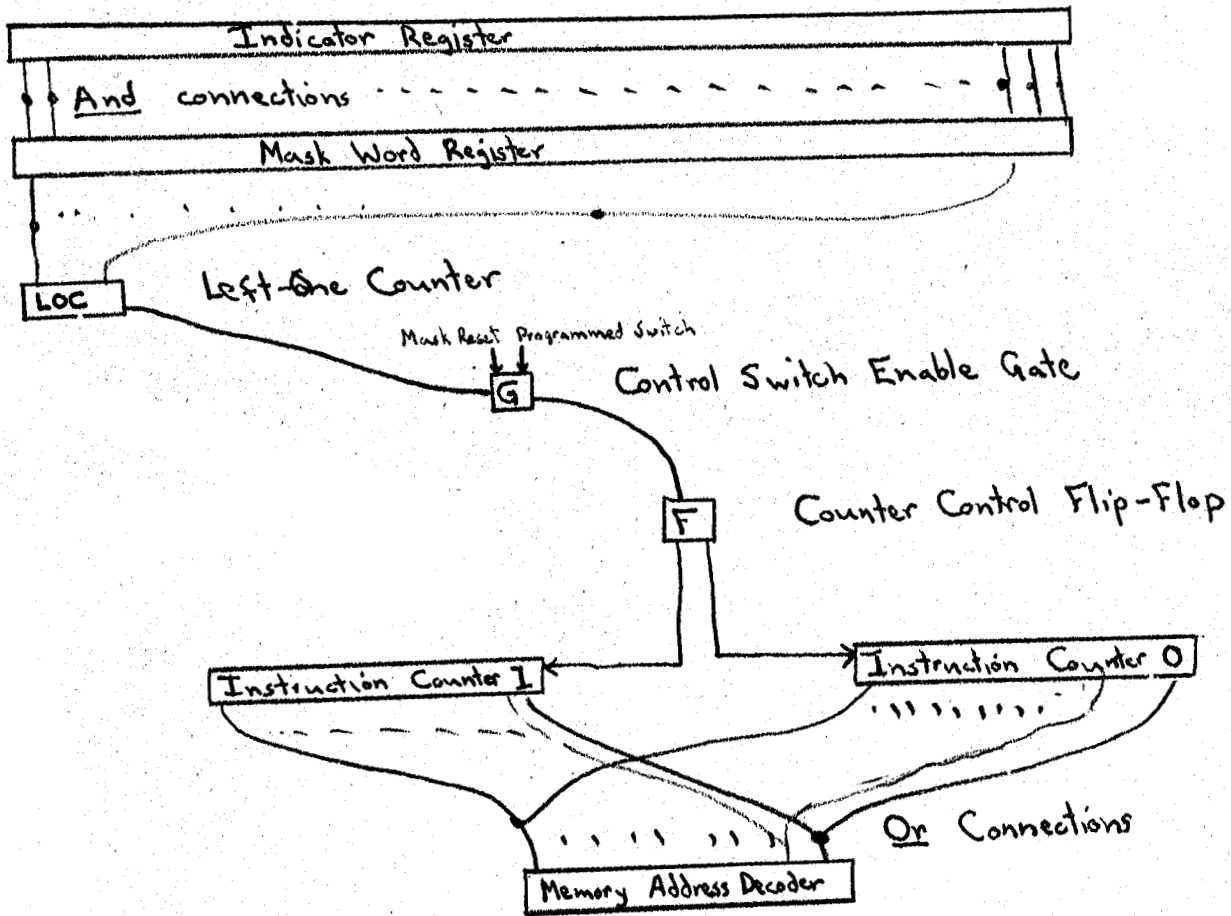 Indicator Register
And connections
Mask Word Register
LOC
Left-One Counter
Mask Reset Programmed Switch
G
Control Switch Enable Gate
F
Counter Control Flip-Flop
Instruction Counter 1
Instruction Counter 0
Or Connections
Memory Address Decoder